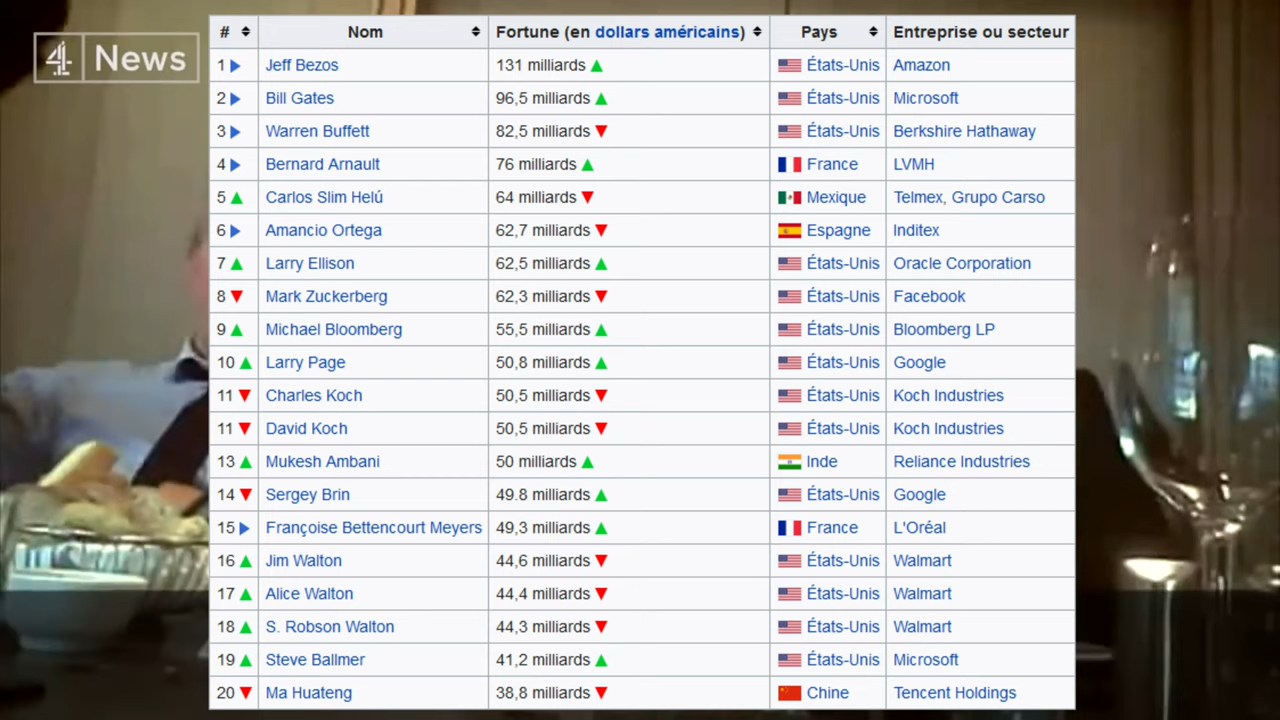 4 News
# Nom Fortune (en dollars américains) Pays Entreprise ou secteur
1 Jeff Bezos 131 milliards États-Unis Amazon
2 Bill Gates 96,5 milliards États-Unis Microsoft
3 Warren Buffett 82,5 milliards États-Unis Berkshire Hathaway
4 Bernard Arnault 76 milliards France LVMH
5 Carlos Slim Helú 64 milliards Mexique Telmex, Grupo Carso
6 Amancio Ortega 62,7 milliards Espagne Inditex
7 Larry Ellison 62,5 milliards États-Unis Oracle Corporation
8 Mark Zuckerberg 62,3 milliards États-Unis Facebook
9 Michael Bloomberg 55,5 milliards États-Unis Bloomberg LP
10 Larry Page 50,8 milliards États-Unis Google
11 Charles Koch 50,5 milliards États-Unis Koch Industries
11 David Koch 50,5 milliards États-Unis Koch Industries
13 Mukesh Ambani 50 milliards Inde Reliance Industries
14 Sergey Brin 49.8 milliards États-Unis Google
15 Françoise Bettencourt Meyers 49,3 milliards France L'Oréal
16 Jim Walton 44,6 milliards États-Unis Walmart
17 Alice Walton 44,4 milliards États-Unis Walmart
18 S. Robson Walton 44,3 milliards États-Unis Walmart
19 Steve Ballmer 41,2 milliards États-Unis Microsoft
20 Ma Huateng 38,8 milliards Chine Tencent Holdings